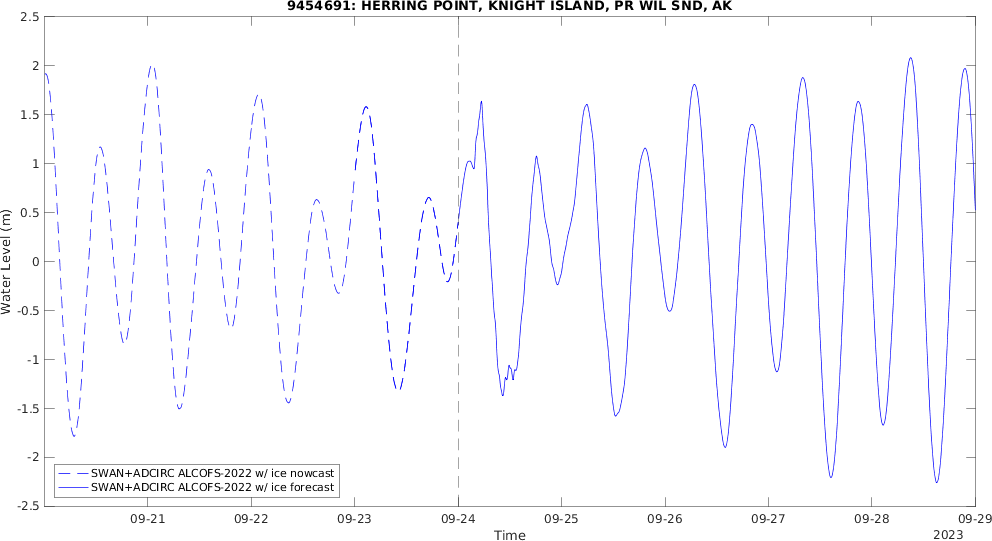 9454691: HERRING POINT, KNIGHT ISLAND, PR WIL SND, AK
2.5
2
1.5
1
0.5
0
-0.5
-1
-1.5
-2
-2.5
Water Level (m)
SWAN+ADCIRC ALCOFS-2022 w/ ice nowcast
SWAN+ADCIRC ALCOFS-2022 w/ ice forecast
09-21 09-22 09-23 09-24 09-25 09-26 09-27 09-28 09-29
Time
2023